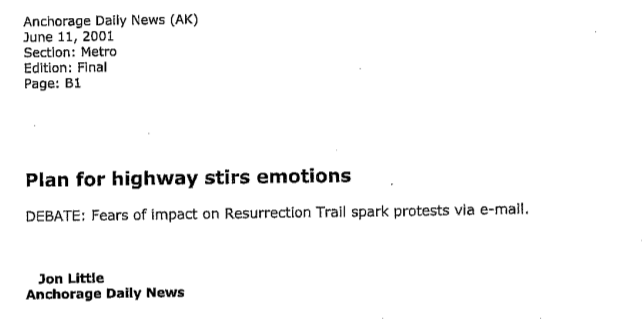 Anchorage Daily News (AK)
June 11, 2001
Section: Metro
Edition: Final
Page: B1
Plan for highway stirs emotions
DEBATE: Fears of impact on Resurrection Trail spark protests via e-mail.
Jon Little
Anchorage Daily News